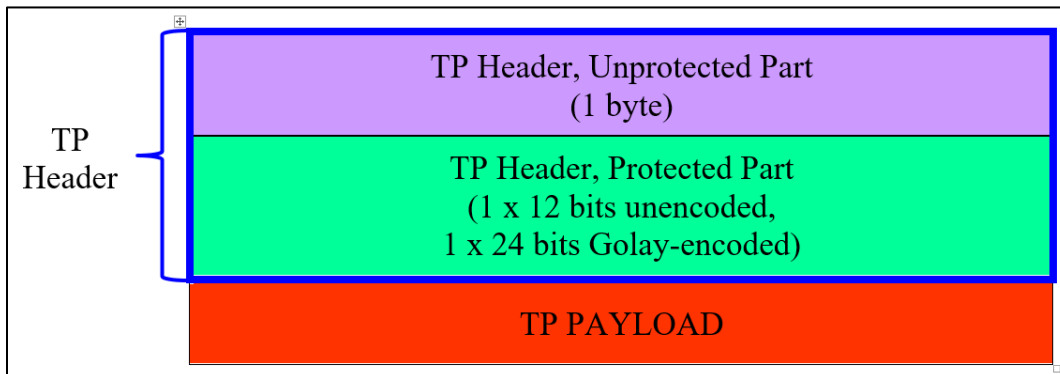 TP Header, Unprotected Part
(1 byte)
TP
Header
TP Header, Protected Part
(1 x 12 bits unencoded,
1 x 24 bits Golay-encoded)
TP PAYLOAD